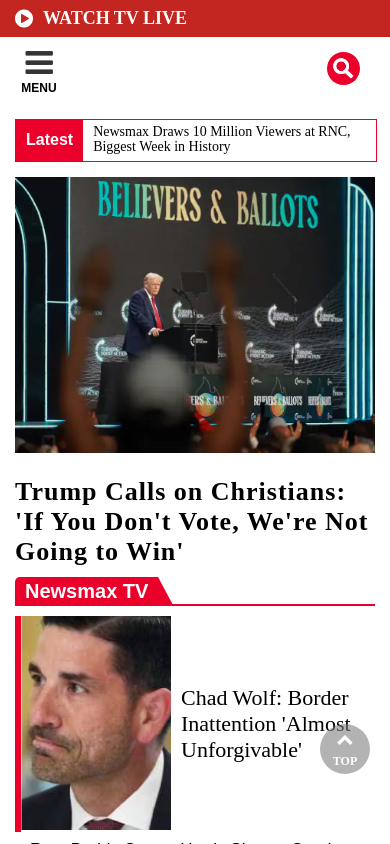 WATCH TV LIVE
MENU
Latest
Newsmax Draws 10 Million Viewers at RNC,
Biggest Week in History
BELIEVERS & BALLOTS
Trump Calls on Christians:
'If You Don't Vote, We're Not
Going to Win'
Newsmax TV
Chad Wolf: Border
Inattention 'Almost
Unforgivable'
TOP